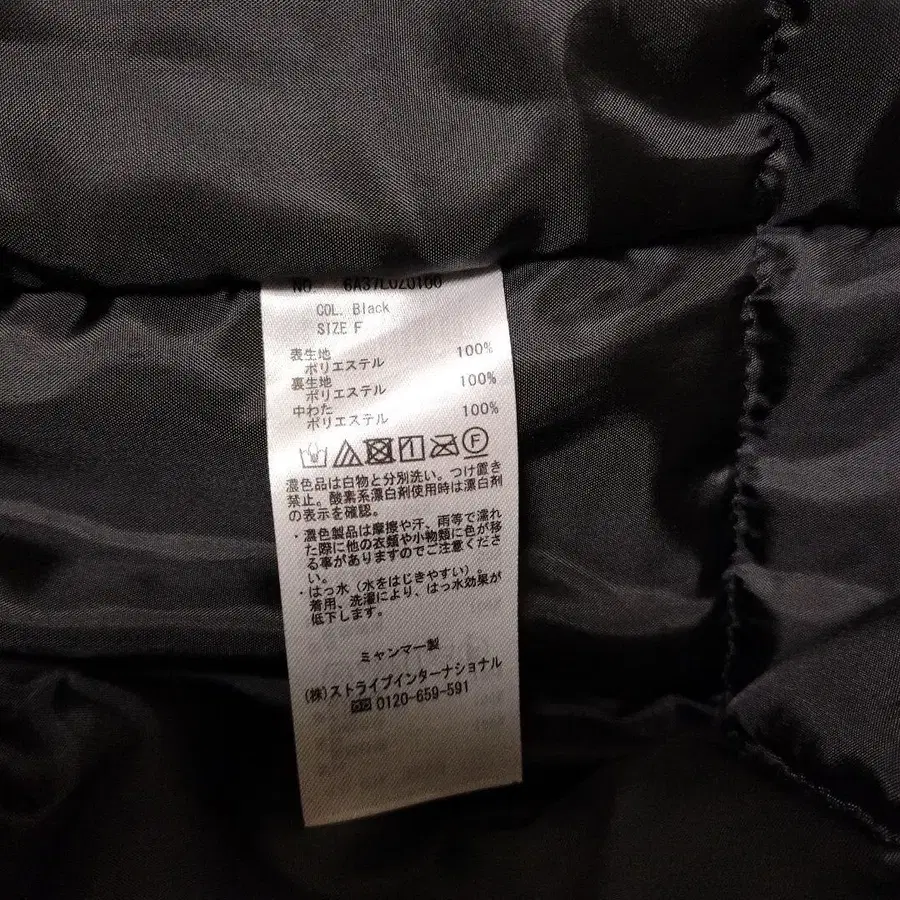 NO. 6A37L0Z0100
COL. Black
SIZE F
表生地
ポリエステル 100%
裏生地
ポリエステル 100%
中わた
ポリエステル 100%
濃色品は白物と分別洗い。つけ置き
禁止。酸素系漂白剤使用時は漂白剤
の表示を確認。
・濃色製品は摩擦や汗、雨等で濡れ
た際に他の衣類や小物類に色が移
る事がありますのでご注意くださ
い。
・はっ水（水をはじきやすい）。
着用、洗濯により、はっ水効果が
低下します。
ミャンマー製
(株)ストライプインターナショナル
0120-659-591